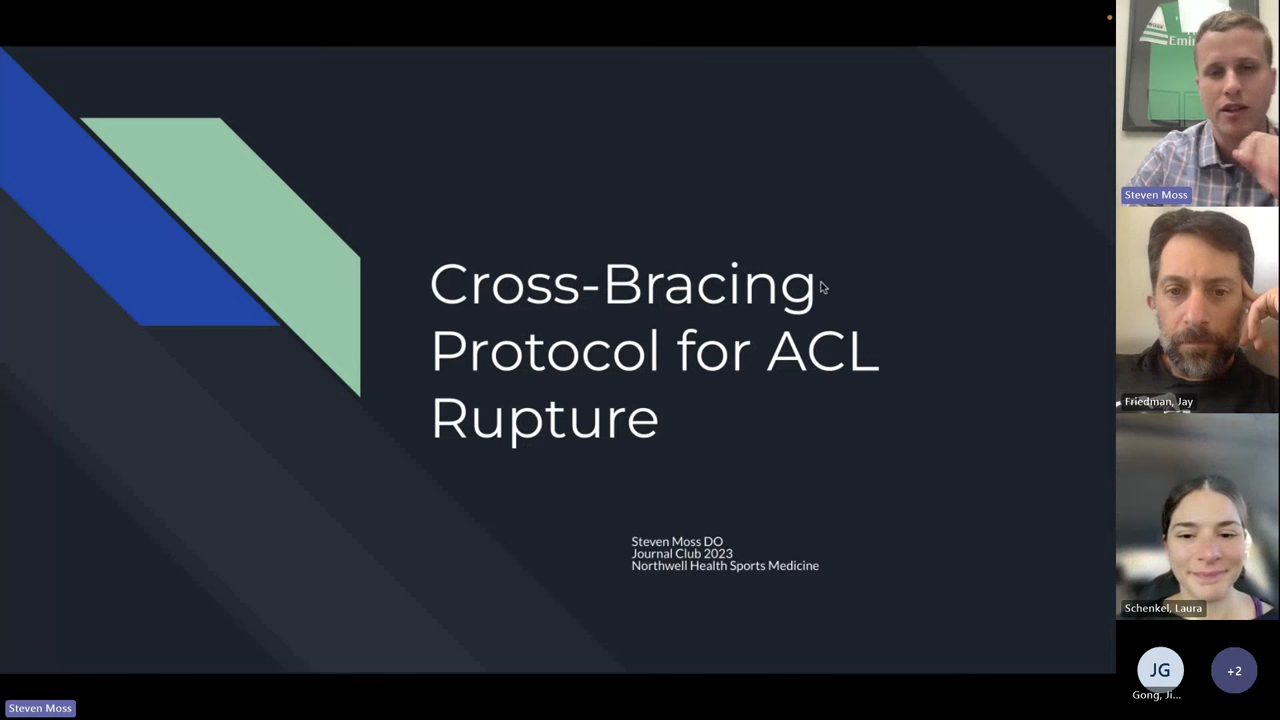 Cross-Bracing
Protocol for ACL
Rupture
Steven Moss DO
Journal Club 2023
Northwell Health Sports Medicine
Steven Moss
Friedman, Jay
Schenkel, Laura
JG
+2
Gong, Ji...
Steven Moss